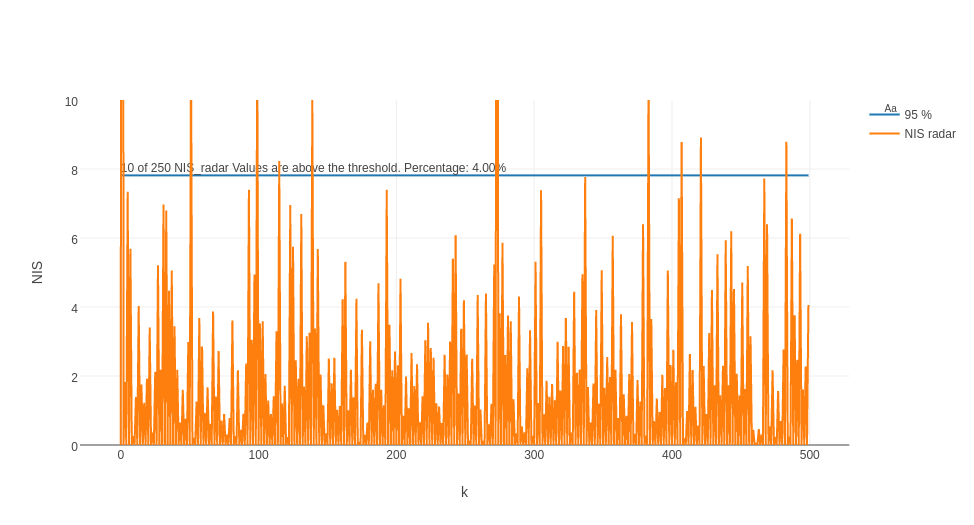 10
8
6
4
2
0
0
100
200
300
400
500
NIS
k
10 of 250 NIS_radar Values are above the threshold. Percentage: 4.00%
Aa
95 %
NIS radar